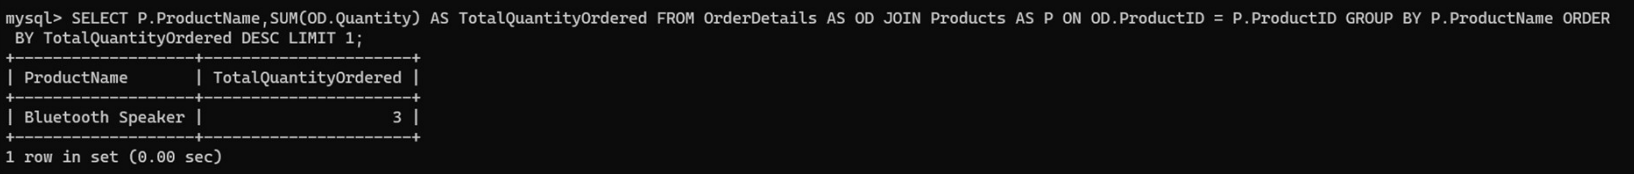 mysql> SELECT P.ProductName,SUM(OD.Quantity) AS TotalQuantityOrdered FROM OrderDetails AS OD JOIN Products AS P ON OD.ProductID = P.ProductID GROUP BY P.ProductName ORDER
 BY TotalQuantityOrdered DESC LIMIT 1;
+-------------------+----------------------+
| ProductName       | TotalQuantityOrdered |
+-------------------+----------------------+
| Bluetooth Speaker |                    3 |
+-------------------+----------------------+
1 row in set (0.00 sec)